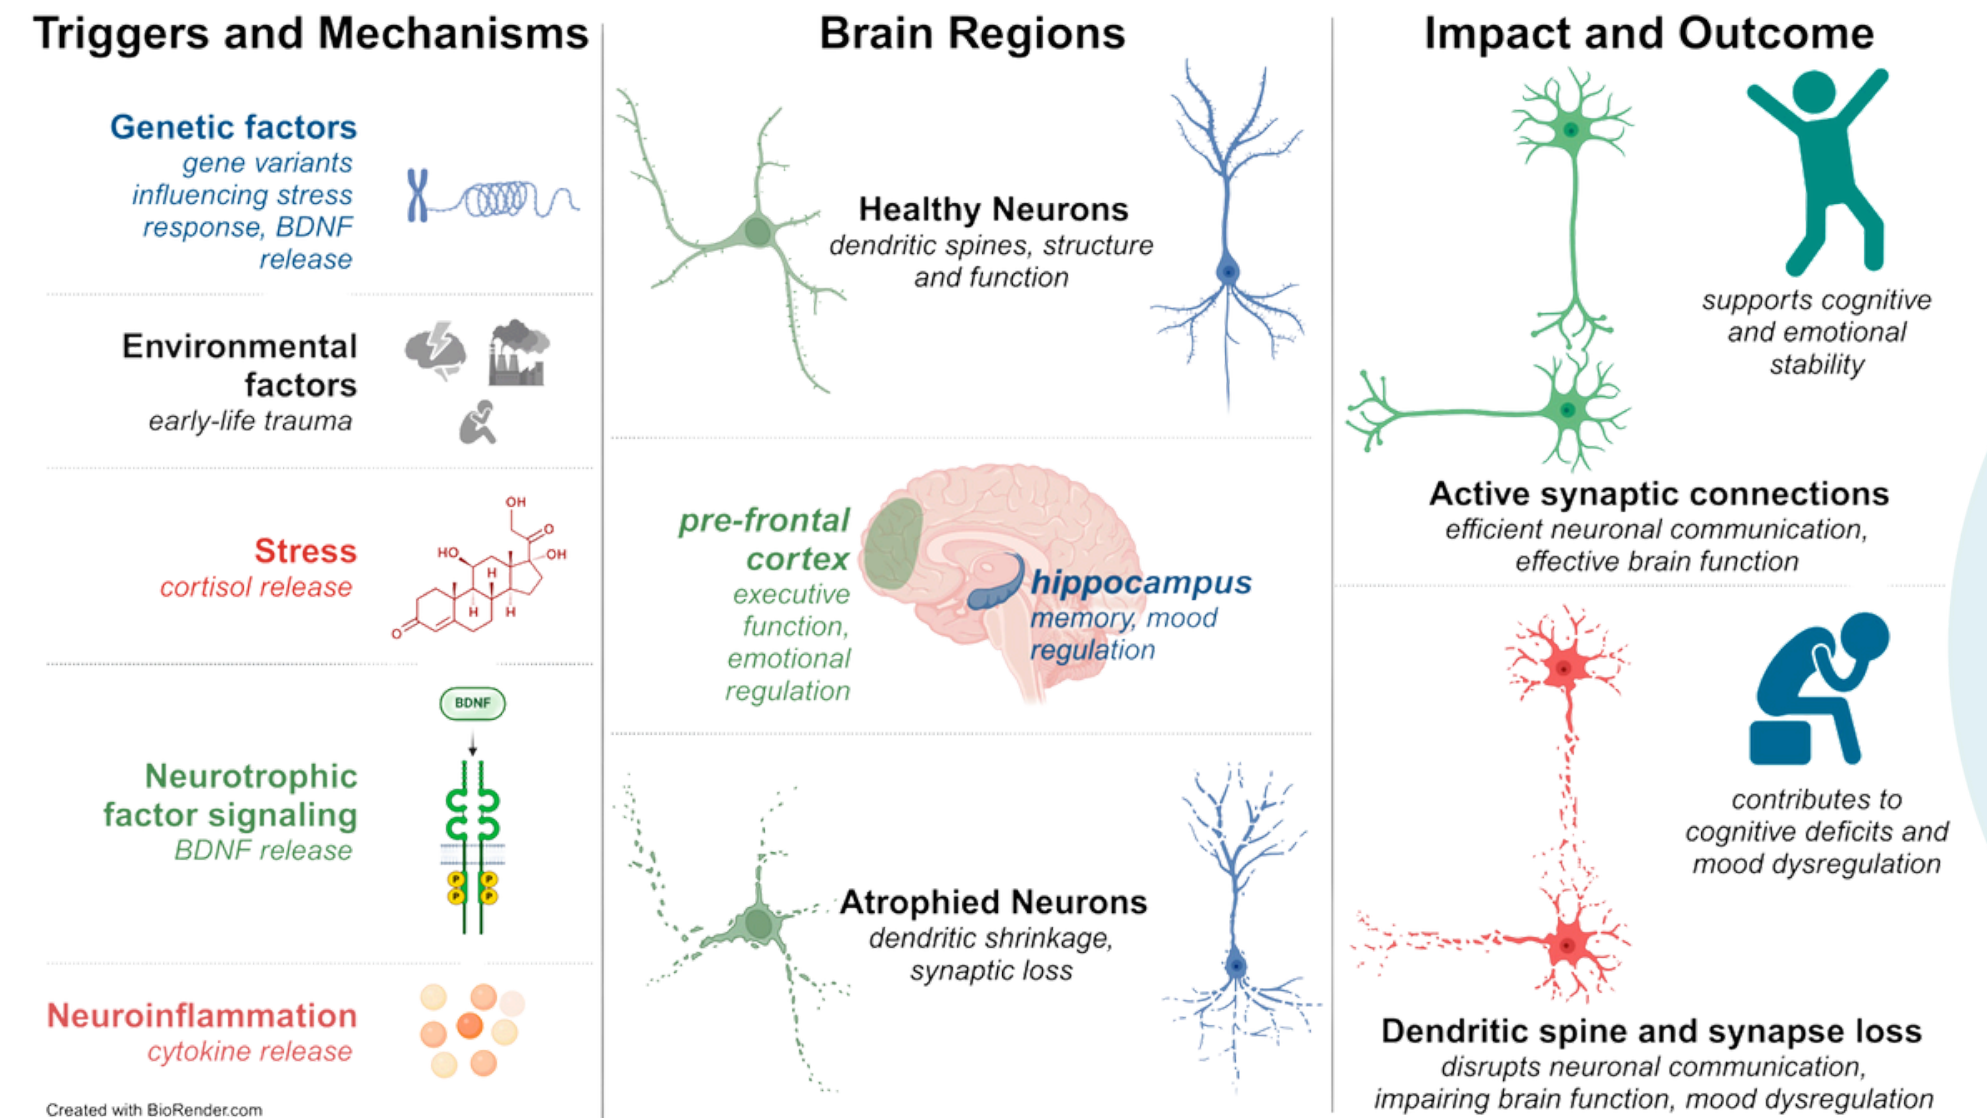 Triggers and Mechanisms
Genetic factors
gene variants
influencing stress
response, BDNF
release
Environmental
factors
early-life trauma
Stress
cortisol release
OH
O
HO
OH
H
H
H
O
Neurotrophic
factor signaling
BDNF release
BDNF
P
P
P
P
Neuroinflammation
cytokine release
Created with BioRender.com
Brain Regions
Healthy Neurons
dendritic spines, structure
and function
pre-frontal
cortex
executive
function,
emotional
regulation
hippocampus
memory, mood
regulation
Atrophied Neurons
dendritic shrinkage,
synaptic loss
Impact and Outcome
supports cognitive
and emotional
stability
Active synaptic connections
efficient neuronal communication,
effective brain function
contributes to
cognitive deficits and
mood dysregulation
Dendritic spine and synapse loss
disrupts neuronal communication,
impairing brain function, mood dysregulation